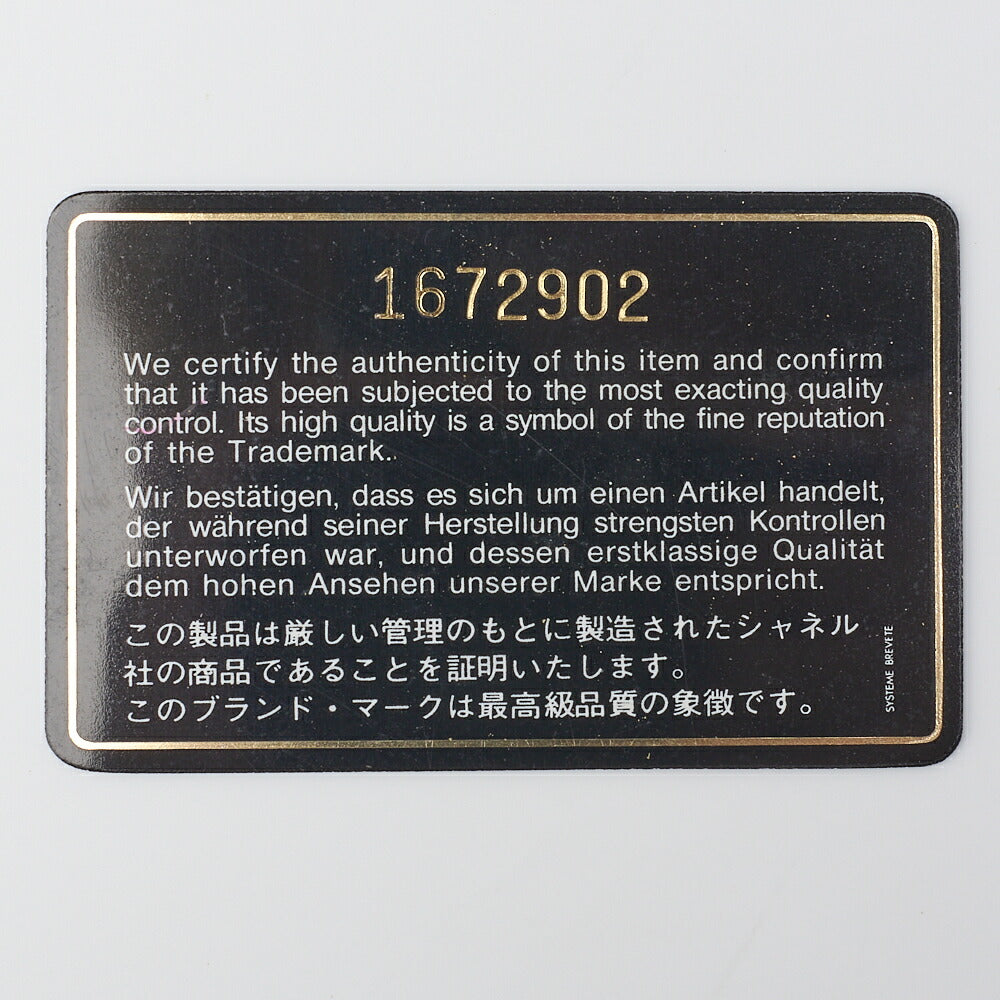 1672902
We certify the authenticity of this item and confirm
that it has been subjected to the most exacting quality
control. Its high quality is a symbol of the fine reputation
of the Trademark..
Wir bestätigen, dass es sich um einen Artikel handelt,
der während seiner Herstellung strengsten Kontrollen
unterworfen war, und dessen erstklassige Qualität
dem hohen Ansehen unserer Marke entspricht.
この製品は厳しい管理のもとに製造されたシャネル
社の商品であることを証明いたします。
このブランド・マークは最高級品質の象徴です。
SYSTEME BREVETE